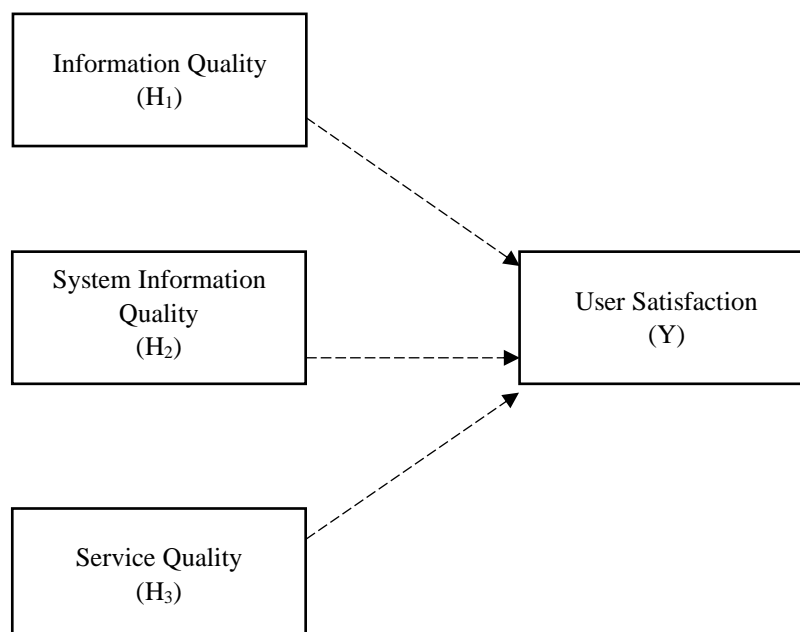 Information Quality
(H₁)
System Information
Quality
(H₂)
User Satisfaction
(Y)
Service Quality
(H₃)